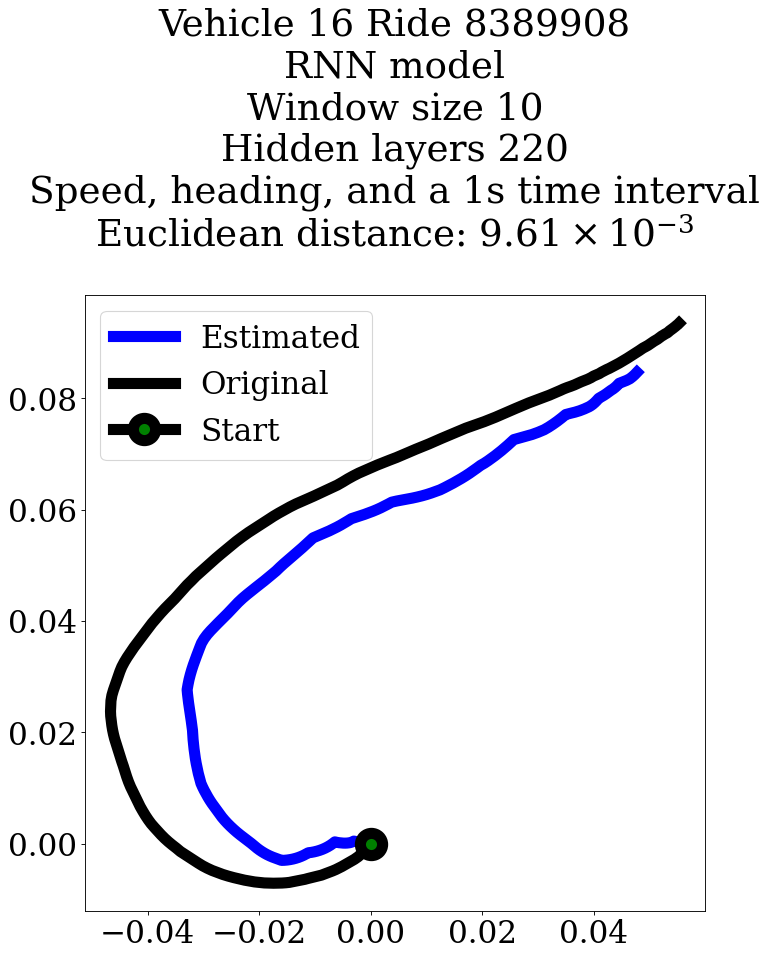 Vehicle 16 Ride 8389908
RNN model
Window size 10
Hidden layers 220
Speed, heading, and a 1s time interval
Euclidean distance: 9.61 × 10⁻³
Estimated
Original
Start
0.08
0.06
0.04
0.02
0.00
−0.04 −0.02 0.00 0.02 0.04